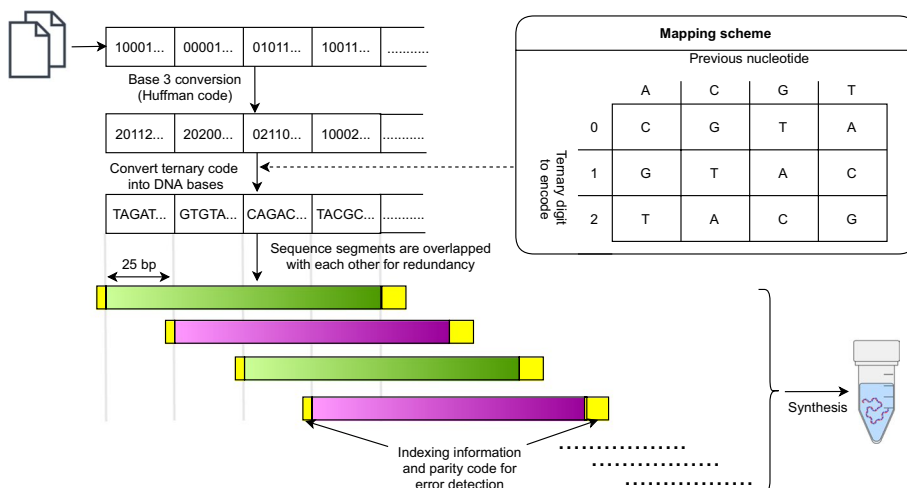 10001... 00001... 01011... 10011... ...........
Base 3 conversion
(Huffman code)
20112... 20200... 02110... 10002... ...........
Convert ternary code
into DNA bases
TAGAT... GTGTA... CAGAC... TACGC... ...........
Sequence segments are overlapped
with each other for redundancy
25 bp
Indexing information
and parity code for
error detection
Synthesis
Mapping scheme
Previous nucleotide
A C G T
Ternary digit
to encode
0 C G T A
1 G T A C
2 T A C G